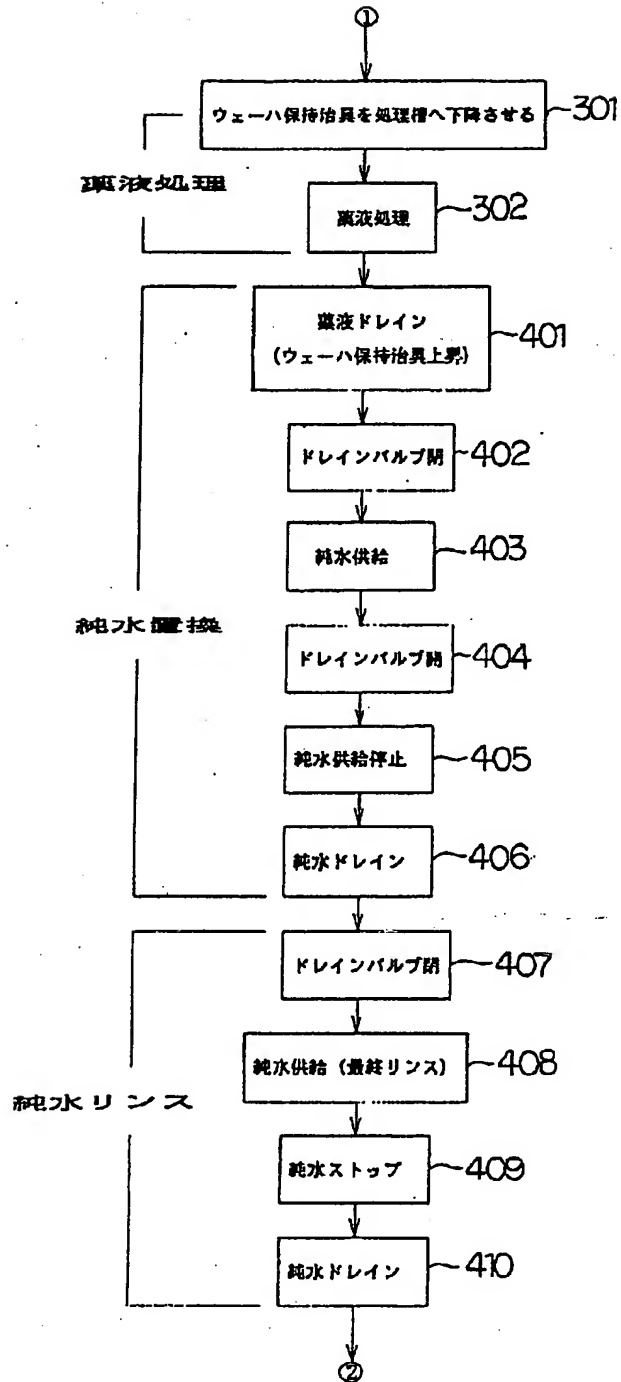 ①
ウェーハ保持治具を処理槽へ下降させる
301
薬液処理
薬液処理
302
薬液ドレイン
(ウェーハ保持治具上昇)
401
ドレインバルブ閉
402
純水供給
403
純水置換
ドレインバルブ閉
404
純水供給停止
405
純水ドレイン
406
ドレインバルブ閉
407
純水供給(最終リンス)
408
純水リンス
純水ストップ
409
純水ドレイン
410
②